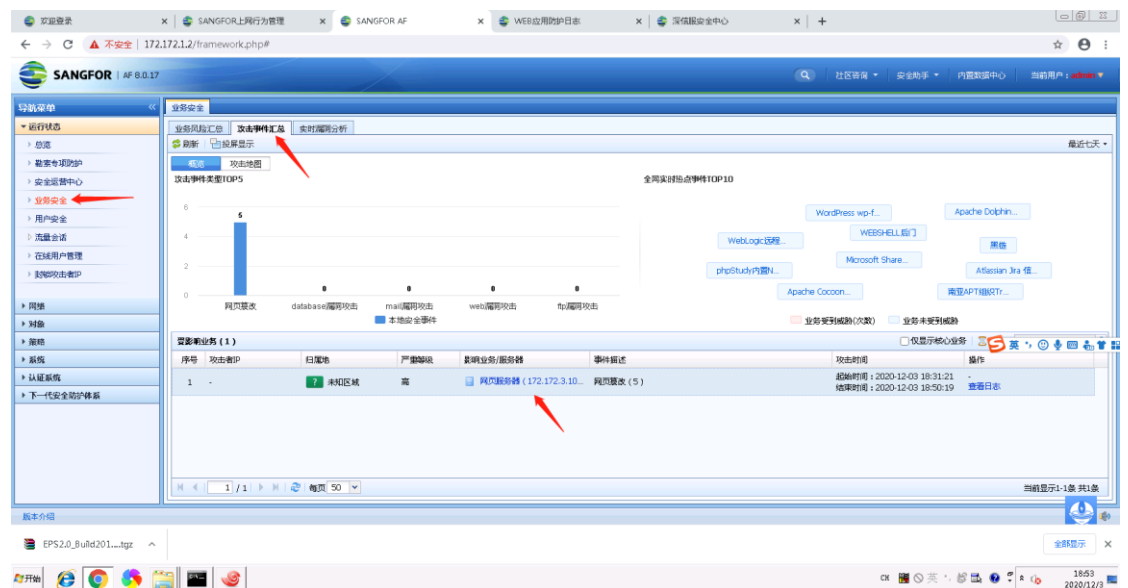 欢迎登录 × SANGFOR上网行为管理 × SANGFOR AF × WEB应用防护日志 × 深信服安全中心 × +
不安全 | 172.172.1.2/framework.php#
SANGFOR | AF 8.0.17 社区咨询 安全助手 内置数据中心 当前用户：admin
导航菜单 «
运行状态
总览
勒索专项防护
安全运营中心
业务安全
用户安全
流量会话
在线用户管理
封锁攻击者IP
网络
对象
策略
系统
认证系统
下一代安全防护体系
业务安全
业务风险汇总 攻击事件汇总 实时漏洞分析
刷新 投屏显示 最近七天
概览 攻击地图
攻击事件类型TOP5
6
4
2
0
5 0 0 0 0
网页篡改 database漏洞攻击 mail漏洞攻击 web漏洞攻击 ftp漏洞攻击
本地安全事件
全网实时热点事件TOP10
WordPress wp-f...
Apache Dolphin...
WEBSHELL后门
WebLogic远程...
黑链
Microsoft Share...
phpStudy内置N...
Atlassian Jra 信...
Apache Cocoon...
南亚APT组织Tr...
业务受到威胁(次数) 业务未受到威胁
受影响业务 ( 1 ) 仅显示核心业务
序号 攻击者IP 归属地 严重等级 影响业务/服务器 事件描述 攻击时间 操作
1 - ? 未知区域 高 网页服务器 ( 172.172.3.10... 网页篡改 ( 5 ) 起始时间：2020-12-03 18:31:21 -
结束时间：2020-12-03 18:50:19 查看日志
1 / 1 每页 50 当前显示1-1条 共1条
英
版本介绍
EPS2.0_Build201....tgz 全部显示 ×
开始 CH 英 18:53
2020/12/3